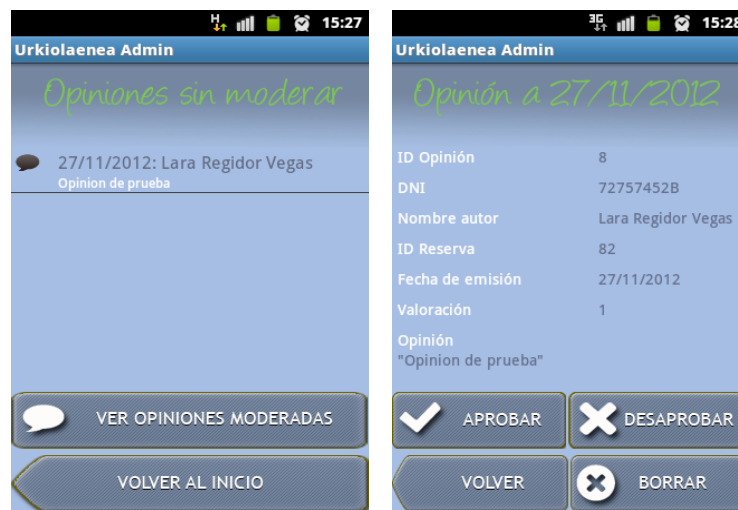 H 15:27
Urkiolaenea Admin
Opiniones sin moderar
27/11/2012: Lara Regidor Vegas
Opinion de prueba
VER OPINIONES MODERADAS
VOLVER AL INICIO
3G 15:28
Urkiolaenea Admin
Opinión a 27/11/2012
ID Opinión 8
DNI 72757452B
Nombre autor Lara Regidor Vegas
ID Reserva 82
Fecha de emisión 27/11/2012
Valoración 1
Opinión
"Opinion de prueba"
APROBAR DESAPROBAR
VOLVER BORRAR